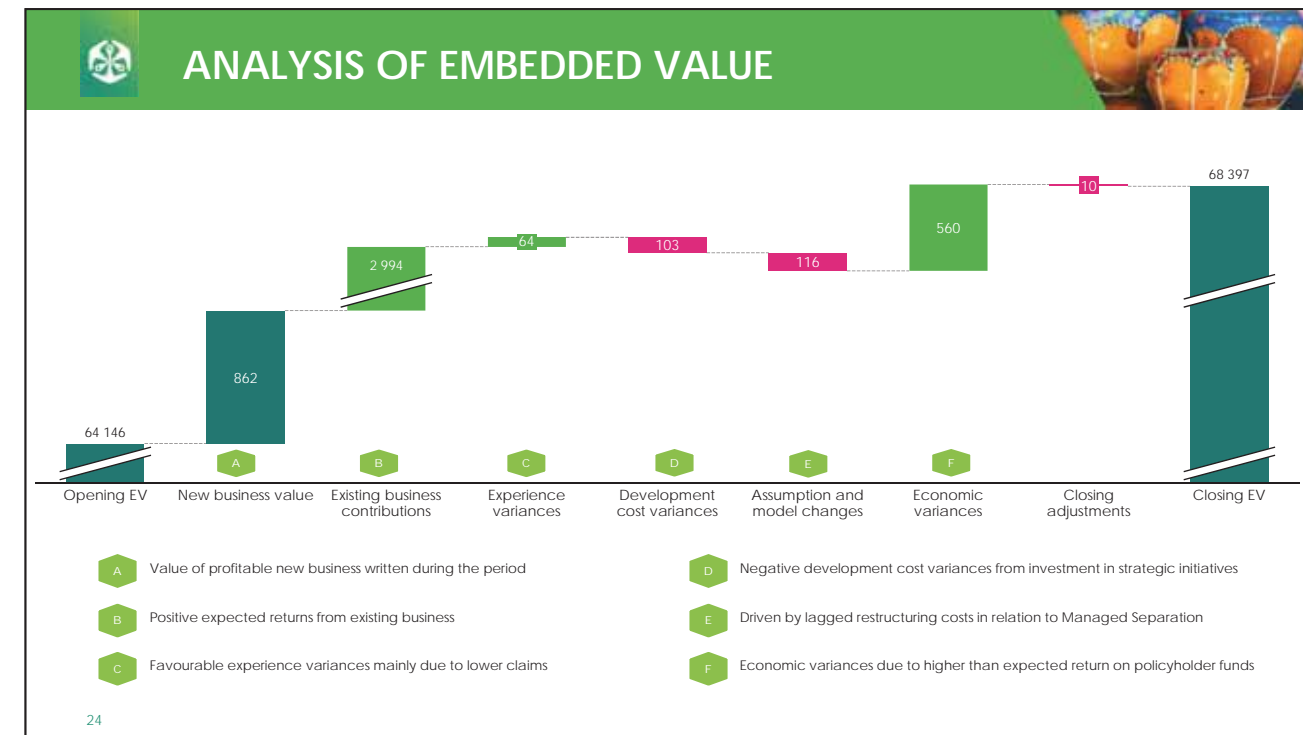 ANALYSIS OF EMBEDDED VALUE
64 146
862
2 994
64
103
116
560
10
68 397
A
B
C
D
E
F
Opening EV
New business value
Existing business
contributions
Experience
variances
Development
cost variances
Assumption and
model changes
Economic
variances
Closing
adjustments
Closing EV
A Value of profitable new business written during the period
B Positive expected returns from existing business
C Favourable experience variances mainly due to lower claims
D Negative development cost variances from investment in strategic initiatives
E Driven by lagged restructuring costs in relation to Managed Separation
F Economic variances due to higher than expected return on policyholder funds
24